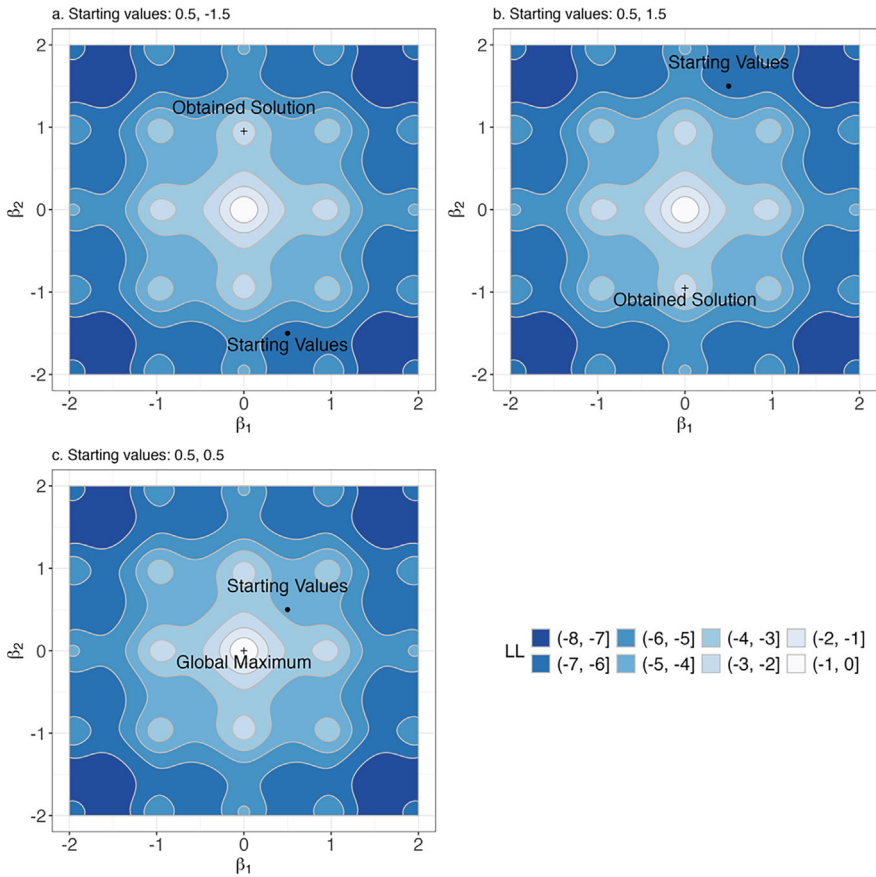 a. Starting values: 0.5, -1.5
2
1
0
-1
-2
β2
Obtained Solution
Starting Values
-2 -1 0 1 2
β1
b. Starting values: 0.5, 1.5
2
1
0
-1
-2
β2
Starting Values
Obtained Solution
-2 -1 0 1 2
β1
c. Starting values: 0.5, 0.5
2
1
0
-1
-2
β2
Starting Values
Global Maximum
-2 -1 0 1 2
β1
LL
(-8, -7] (-6, -5] (-4, -3] (-2, -1]
(-7, -6] (-5, -4] (-3, -2] (-1, 0]